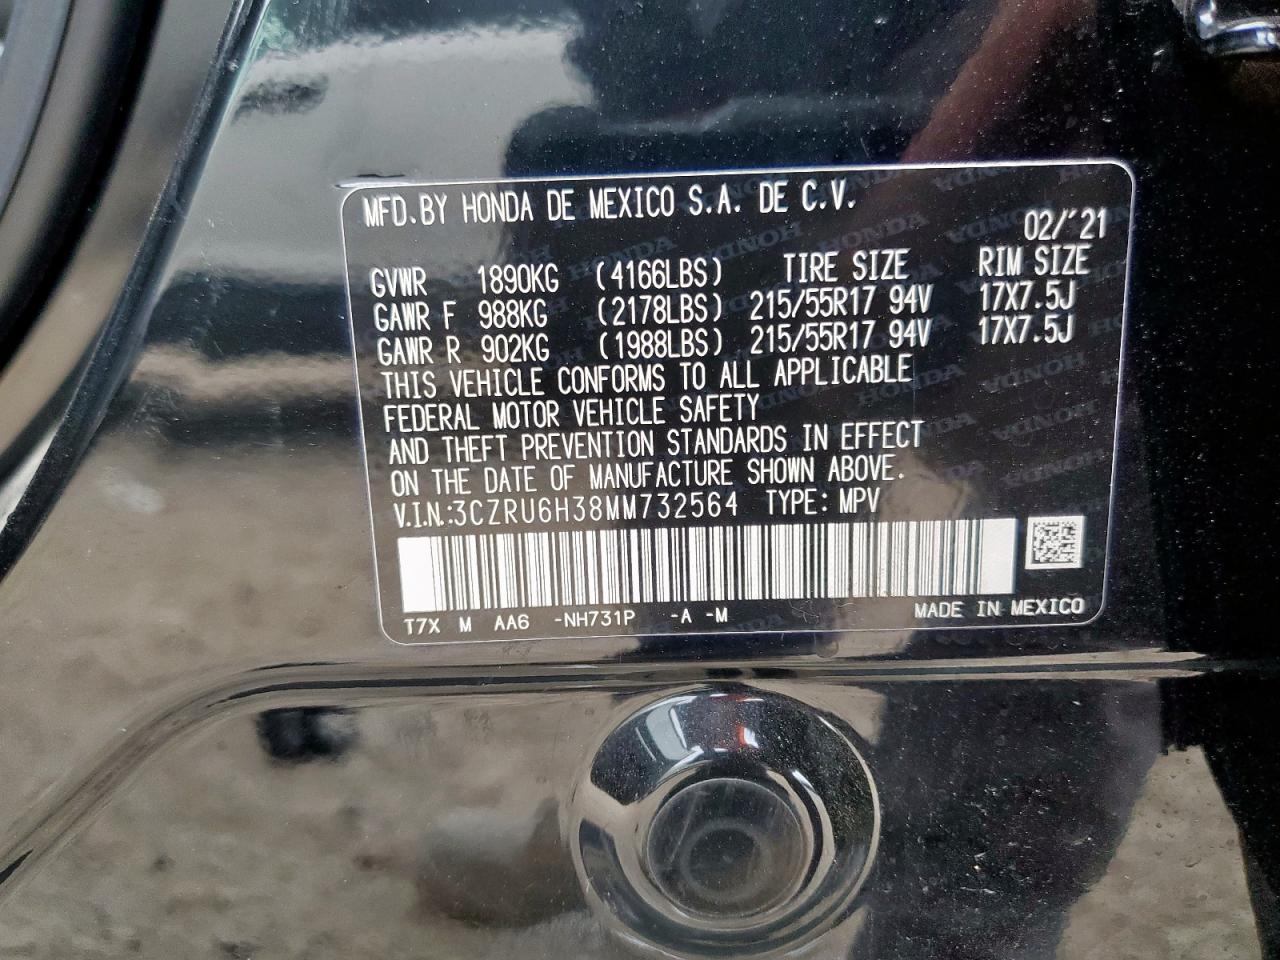 MFD.BY HONDA DE MEXICO S.A. DE C.V.
02/'21
GVWR 1890KG (4166LBS) TIRE SIZE RIM SIZE
GAWR F 988KG (2178LBS) 215/55R17 94V 17X7.5J
GAWR R 902KG (1988LBS) 215/55R17 94V 17X7.5J
THIS VEHICLE CONFORMS TO ALL APPLICABLE
FEDERAL MOTOR VEHICLE SAFETY
AND THEFT PREVENTION STANDARDS IN EFFECT
ON THE DATE OF MANUFACTURE SHOWN ABOVE.
V.I.N.:3CZRU6H38MM732564 TYPE: MPV
T7X M AA6 -NH731P -A -M MADE IN MEXICO